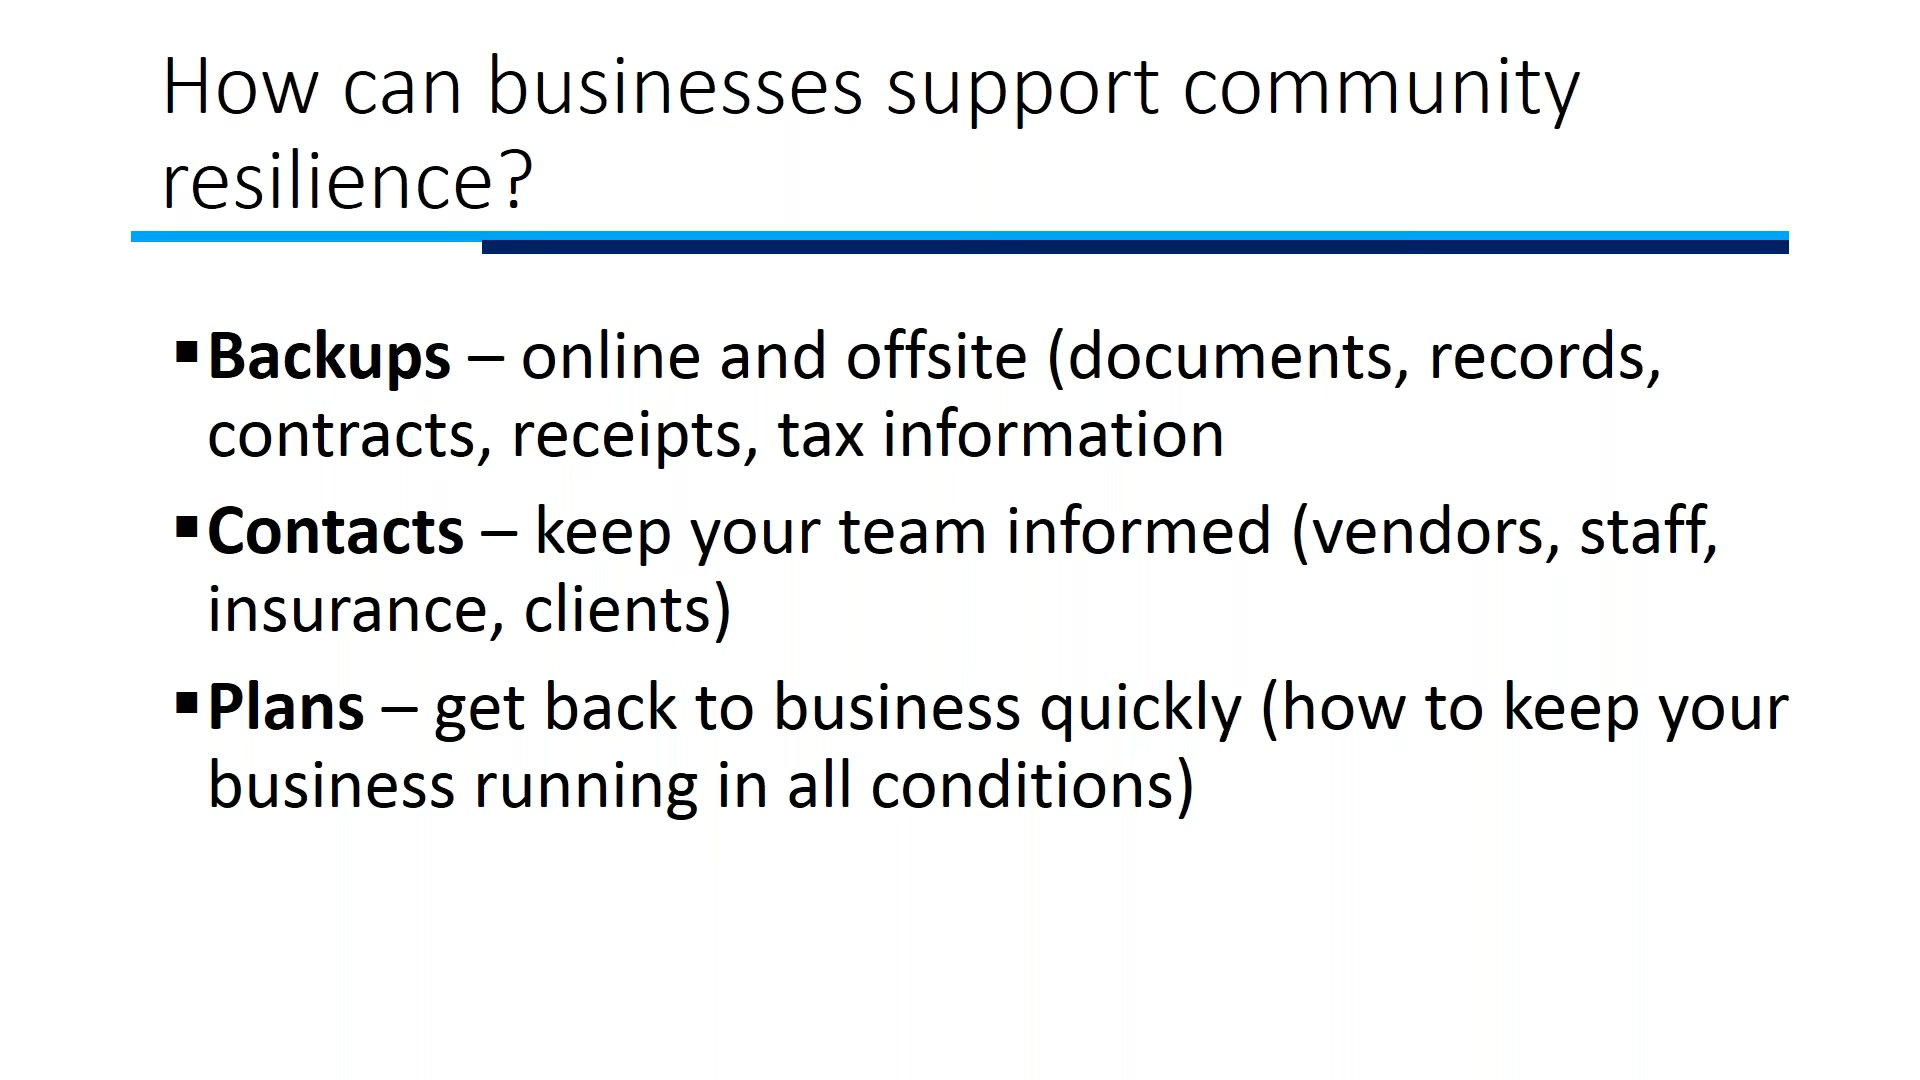 How can businesses support community
resilience?
▪Backups – online and offsite (documents, records,
contracts, receipts, tax information
▪Contacts – keep your team informed (vendors, staff,
insurance, clients)
▪Plans – get back to business quickly (how to keep your
business running in all conditions)